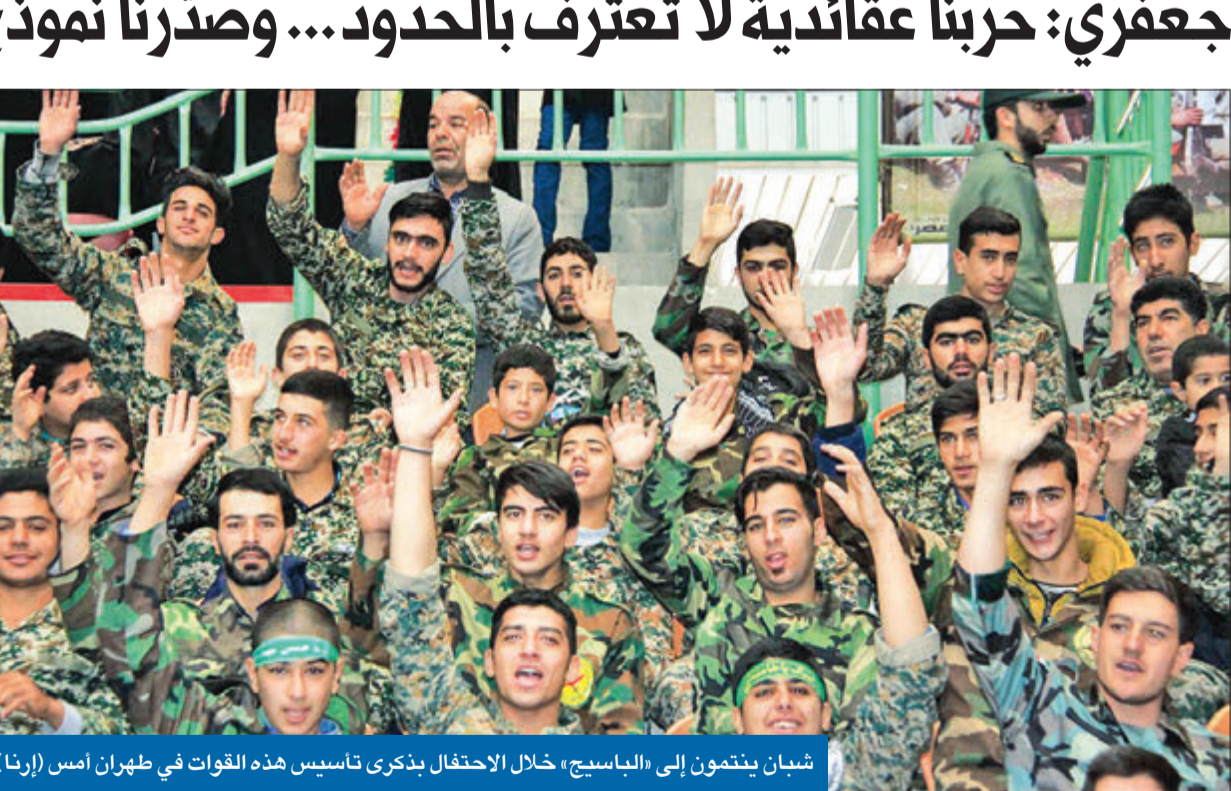 جعفري: حربنا عقائدية لا تعترف بالحدود... وصدّرنا
شبان ينتمون إلى «الباسيج» خلال الاحتفال بذكرى تأسيس هذه القوات في طهران أمس (إرنا)